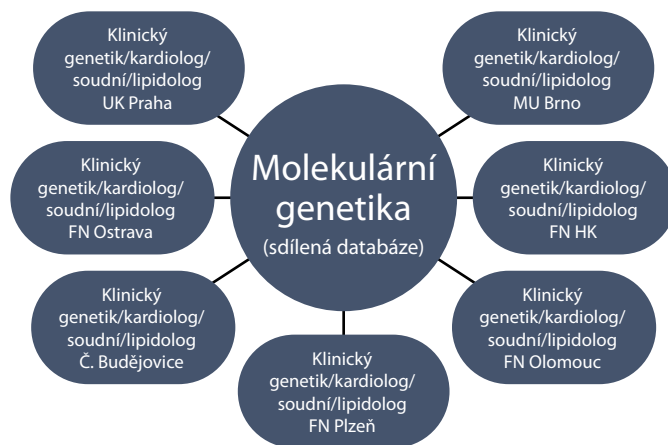 Klinický
genetik/kardiolog/
soudní/lipidolog
UK Praha
Klinický
genetik/kardiolog/
soudní/lipidolog
MU Brno
Molekulární
genetika
(sdílená databáze)
Klinický
genetik/kardiolog/
soudní/lipidolog
FN Ostrava
Klinický
genetik/kardiolog/
soudní/lipidolog
FN HK
Klinický
genetik/kardiolog/
soudní/lipidolog
Č. Budějovice
Klinický
genetik/kardiolog/
soudní/lipidolog
FN Olomouc
Klinický
genetik/kardiolog/
soudní/lipidolog
FN Plzeň